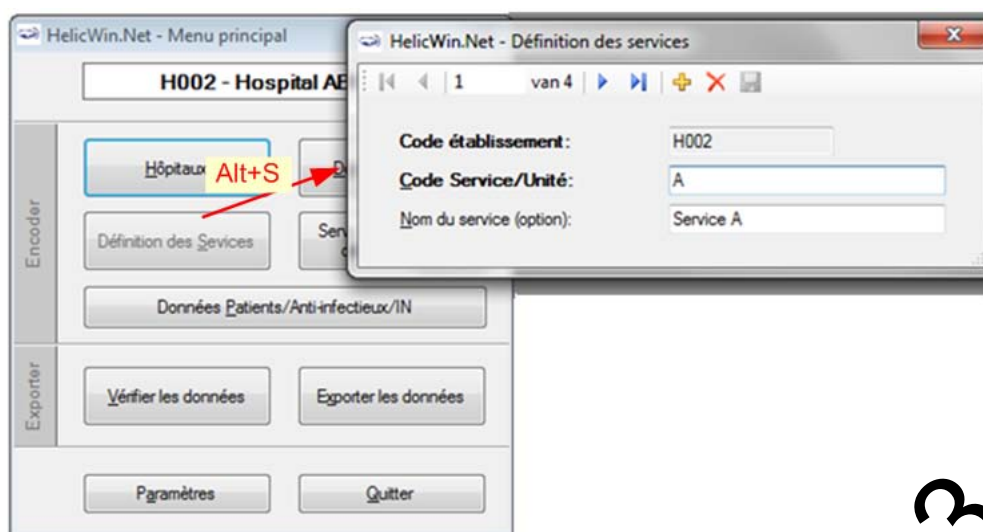 HelicWin.Net - Menu principal
H002 - Hospital AE
Encoder
Hôpitaux
Alt+S
Définition des Sevices
Données Patients/Anti-infectieux/IN
Exporter
Vérifier les données
Exporter les données
Paramètres
Quitter
HelicWin.Net - Définition des services
1 van 4
Code établissement: H002
Code Service/Unité: A
Nom du service (option): Service A
3